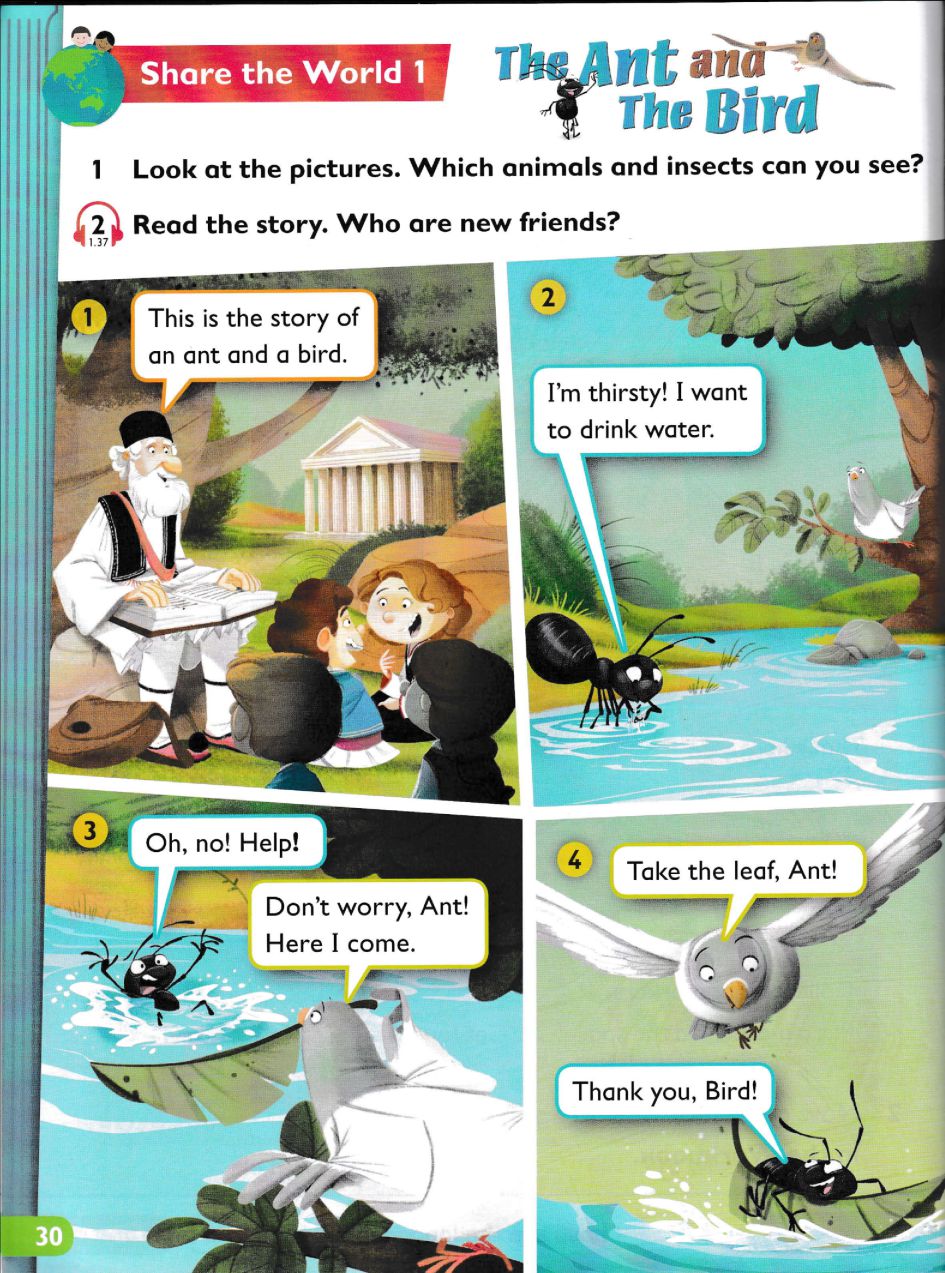 Share the World 1
The Ant and
The Bird
1 Look at the pictures. Which animals and insects can you see?
2 Read the story. Who are new friends?
1.37
1
This is the story of
an ant and a bird.
2
I'm thirsty! I want
to drink water.
3
Oh, no! Help!
Don't worry, Ant!
Here I come.
4
Take the leaf, Ant!
Thank you, Bird!
30